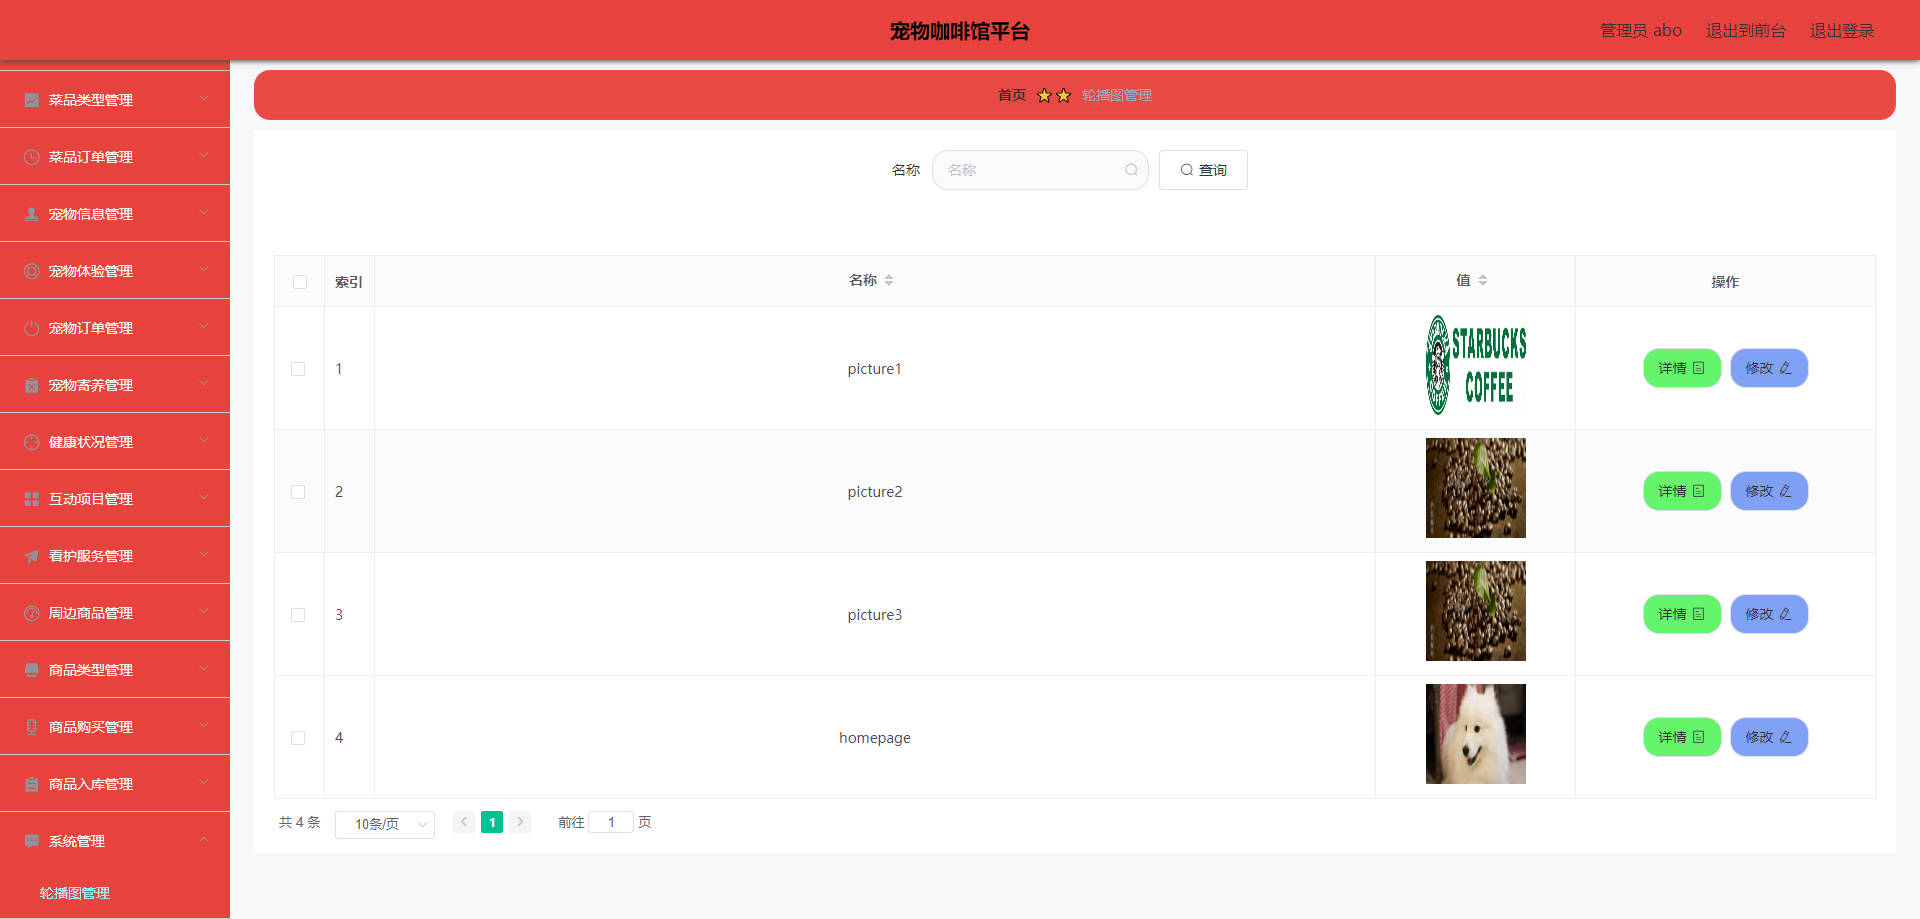 宠物咖啡馆平台
管理员 abo 退出到前台 退出登录
菜品类型管理
菜品订单管理
宠物信息管理
宠物体验管理
宠物订单管理
宠物寄养管理
健康状况管理
互动项目管理
看护服务管理
周边商品管理
商品类型管理
商品购买管理
商品入库管理
系统管理
轮播图管理
首页 轮播图管理
名称 名称 查询
索引 名称 值 操作
1 picture1 STARBUCKS COFFEE 详情 修改
2 picture2 详情 修改
3 picture3 详情 修改
4 homepage 详情 修改
共 4 条 10条/页 1 前往 1 页